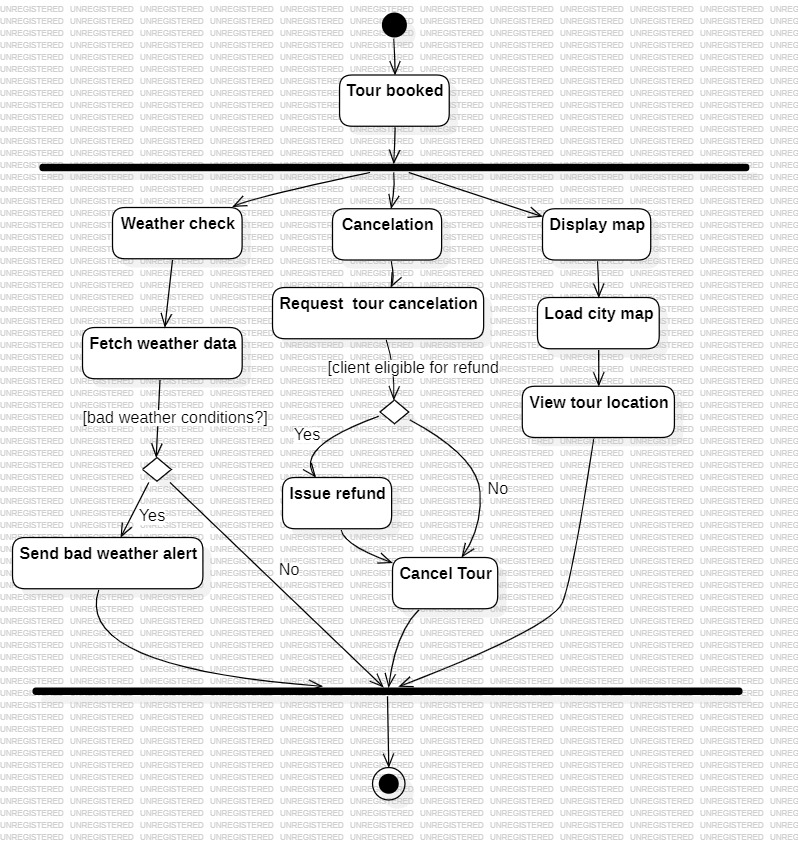 Tour booked
Weather check
Cancelation
Display map
Request  tour cancelation
Load city map
Fetch weather data
[client eligible for refund
View tour location
[bad weather conditions?]
Yes
Issue refund
No
Yes
Send bad weather alert
No
Cancel Tour
UNREGISTERED